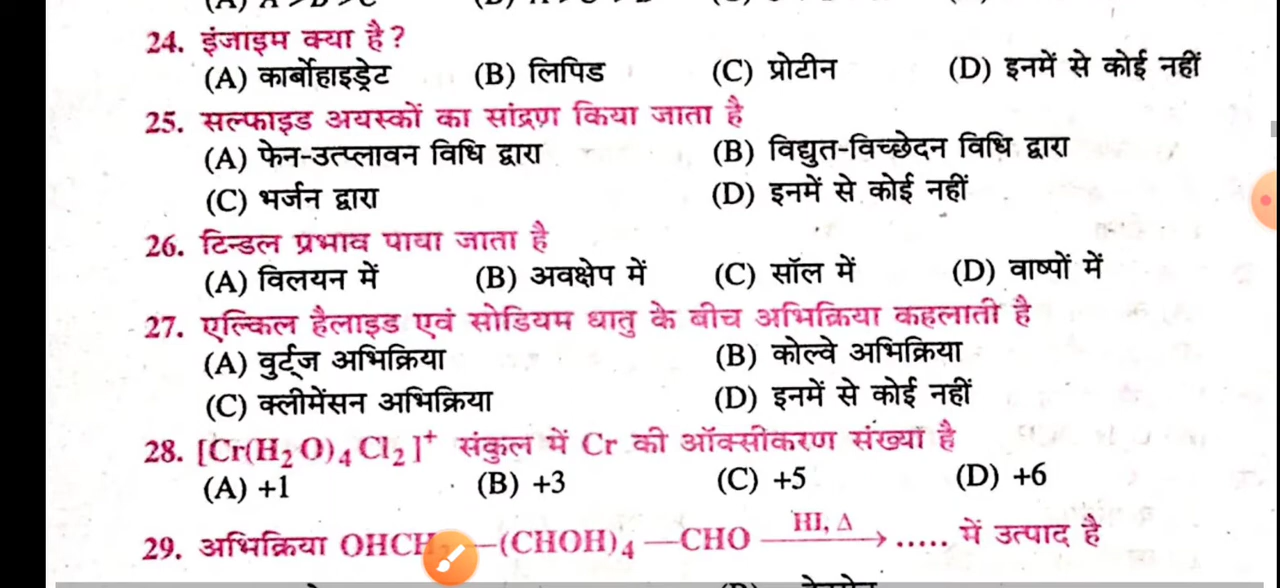 24. इंजाइम क्या है?
(A) कार्बोहाइड्रेट (B) लिपिड (C) प्रोटीन (D) इनमें से कोई नहीं
25. सल्फाइड अयस्कों का सांद्रण किया जाता है
(A) फेन-उत्प्लावन विधि द्वारा (B) विद्युत-विच्छेदन विधि द्वारा
(C) भर्जन द्वारा (D) इनमें से कोई नहीं
26. टिन्डल प्रभाव पाया जाता है
(A) विलयन में (B) अवक्षेप में (C) सॉल में (D) वाष्पों में
27. एल्किल हैलाइड एवं सोडियम धातु के बीच अभिक्रिया कहलाती है
(A) वुर्ट्ज अभिक्रिया (B) कोल्वे अभिक्रिया
(C) क्लीमेंसन अभिक्रिया (D) इनमें से कोई नहीं
28. [Cr(H₂O)₄Cl₂]⁺ संकुल में Cr की ऑक्सीकरण संख्या है
(A) +1 (B) +3 (C) +5 (D) +6
29. अभिक्रिया OHCH —(CHOH)₄—CHO HI, Δ → ..... में उत्पाद है